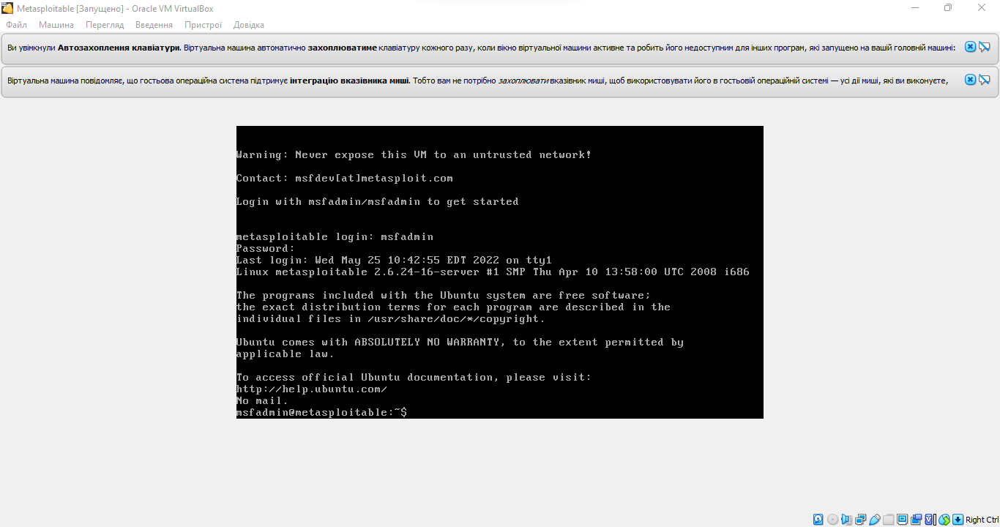 Metasploitable [Запущено] - Oracle VM VirtualBox
Файл Машина Перегляд Введення Пристрої Довідка
Ви увімкнули Автозахоплення клавіатури. Віртуальна машина автоматично захоплюватиме клавіатуру кожного разу, коли вікно віртуальної машини активне та робить його недоступним для інших програм, які запущено на вашій головній машині:
Віртуальна машина повідомляє, що гостьова операційна система підтримує інтеграцію вказівника миші. Тобто вам не потрібно захоплювати вказівник миші, щоб використовувати його в гостьовій операційній системі — усі дії миші, які ви виконуєте,
Warning: Never expose this VM to an untrusted network!
Contact: msfdev[at]metasploit.com
Login with msfadmin/msfadmin to get started
metasploitable login: msfadmin
Password:
Last login: Wed May 25 10:42:55 EDT 2022 on tty1
Linux metasploitable 2.6.24-16-server #1 SMP Thu Apr 10 13:58:00 UTC 2008 i686
The programs included with the Ubuntu system are free software;
the exact distribution terms for each program are described in the
individual files in /usr/share/doc/*/copyright.
Ubuntu comes with ABSOLUTELY NO WARRANTY, to the extent permitted by
applicable law.
To access official Ubuntu documentation, please visit:
http://help.ubuntu.com/
No mail.
msfadmin@metasploitable:~$
Right Ctrl